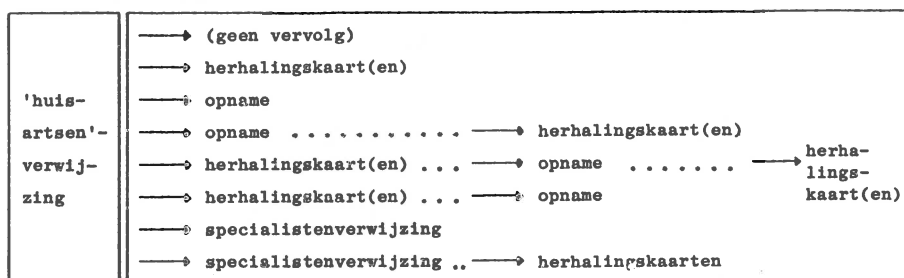 'huis-
artsen'-
verwij-
zing
(geen vervolg)
herhalingskaart(en)
opname
opname ........... herhalingskaart(en)
herhalingskaart(en) ... opname ....... herha-
lings-
kaart(en)
herhalingskaart(en) ... opname
specialistenverwijzing
specialistenverwijzing .. herhalingskaarten